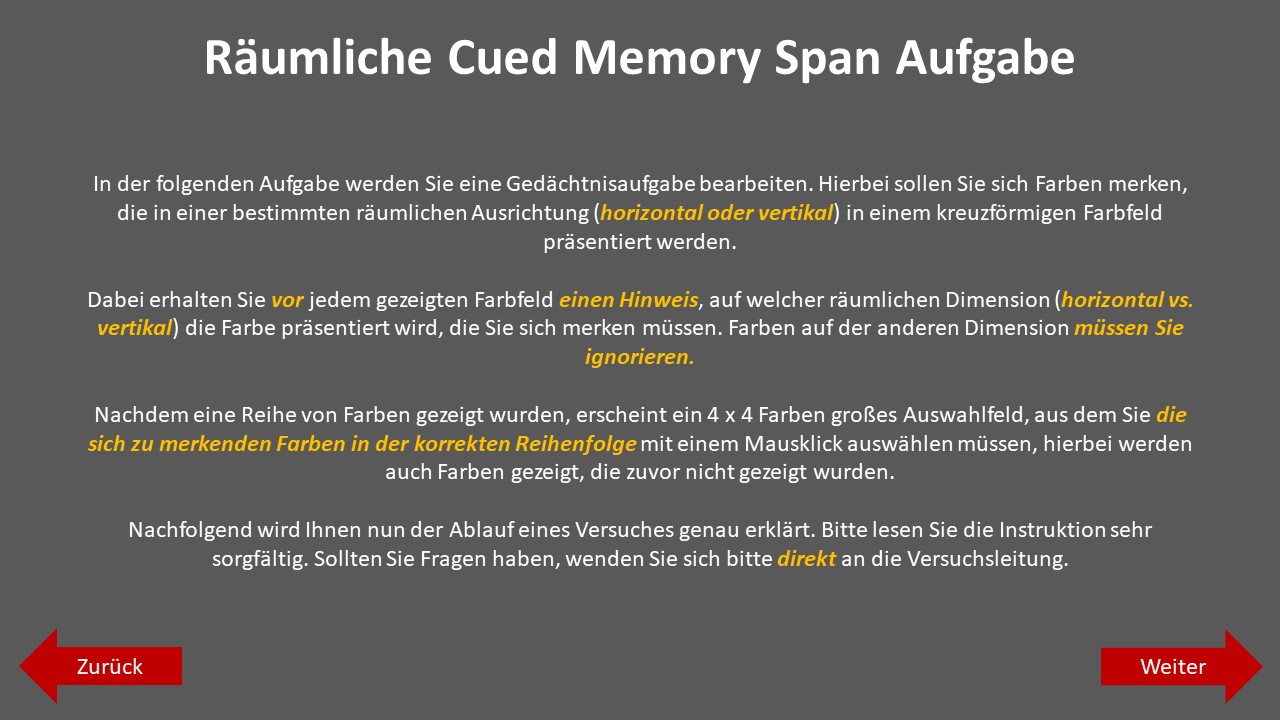 Räumliche Cued Memory Span Aufgabe
In der folgenden Aufgabe werden Sie eine Gedächtnisaufgabe bearbeiten. Hierbei sollen Sie sich Farben merken,
die in einer bestimmten räumlichen Ausrichtung (horizontal oder vertikal) in einem kreuzförmigen Farbfeld
präsentiert werden.
Dabei erhalten Sie vor jedem gezeigten Farbfeld einen Hinweis, auf welcher räumlichen Dimension (horizontal vs.
vertikal) die Farbe präsentiert wird, die Sie sich merken müssen. Farben auf der anderen Dimension müssen Sie
ignorieren.
Nachdem eine Reihe von Farben gezeigt wurden, erscheint ein 4 x 4 Farben großes Auswahlfeld, aus dem Sie die
sich zu merkenden Farben in der korrekten Reihenfolge mit einem Mausklick auswählen müssen, hierbei werden
auch Farben gezeigt, die zuvor nicht gezeigt wurden.
Nachfolgend wird Ihnen nun der Ablauf eines Versuches genau erklärt. Bitte lesen Sie die Instruktion sehr
sorgfältig. Sollten Sie Fragen haben, wenden Sie sich bitte direkt an die Versuchsleitung.
Zurück
Weiter